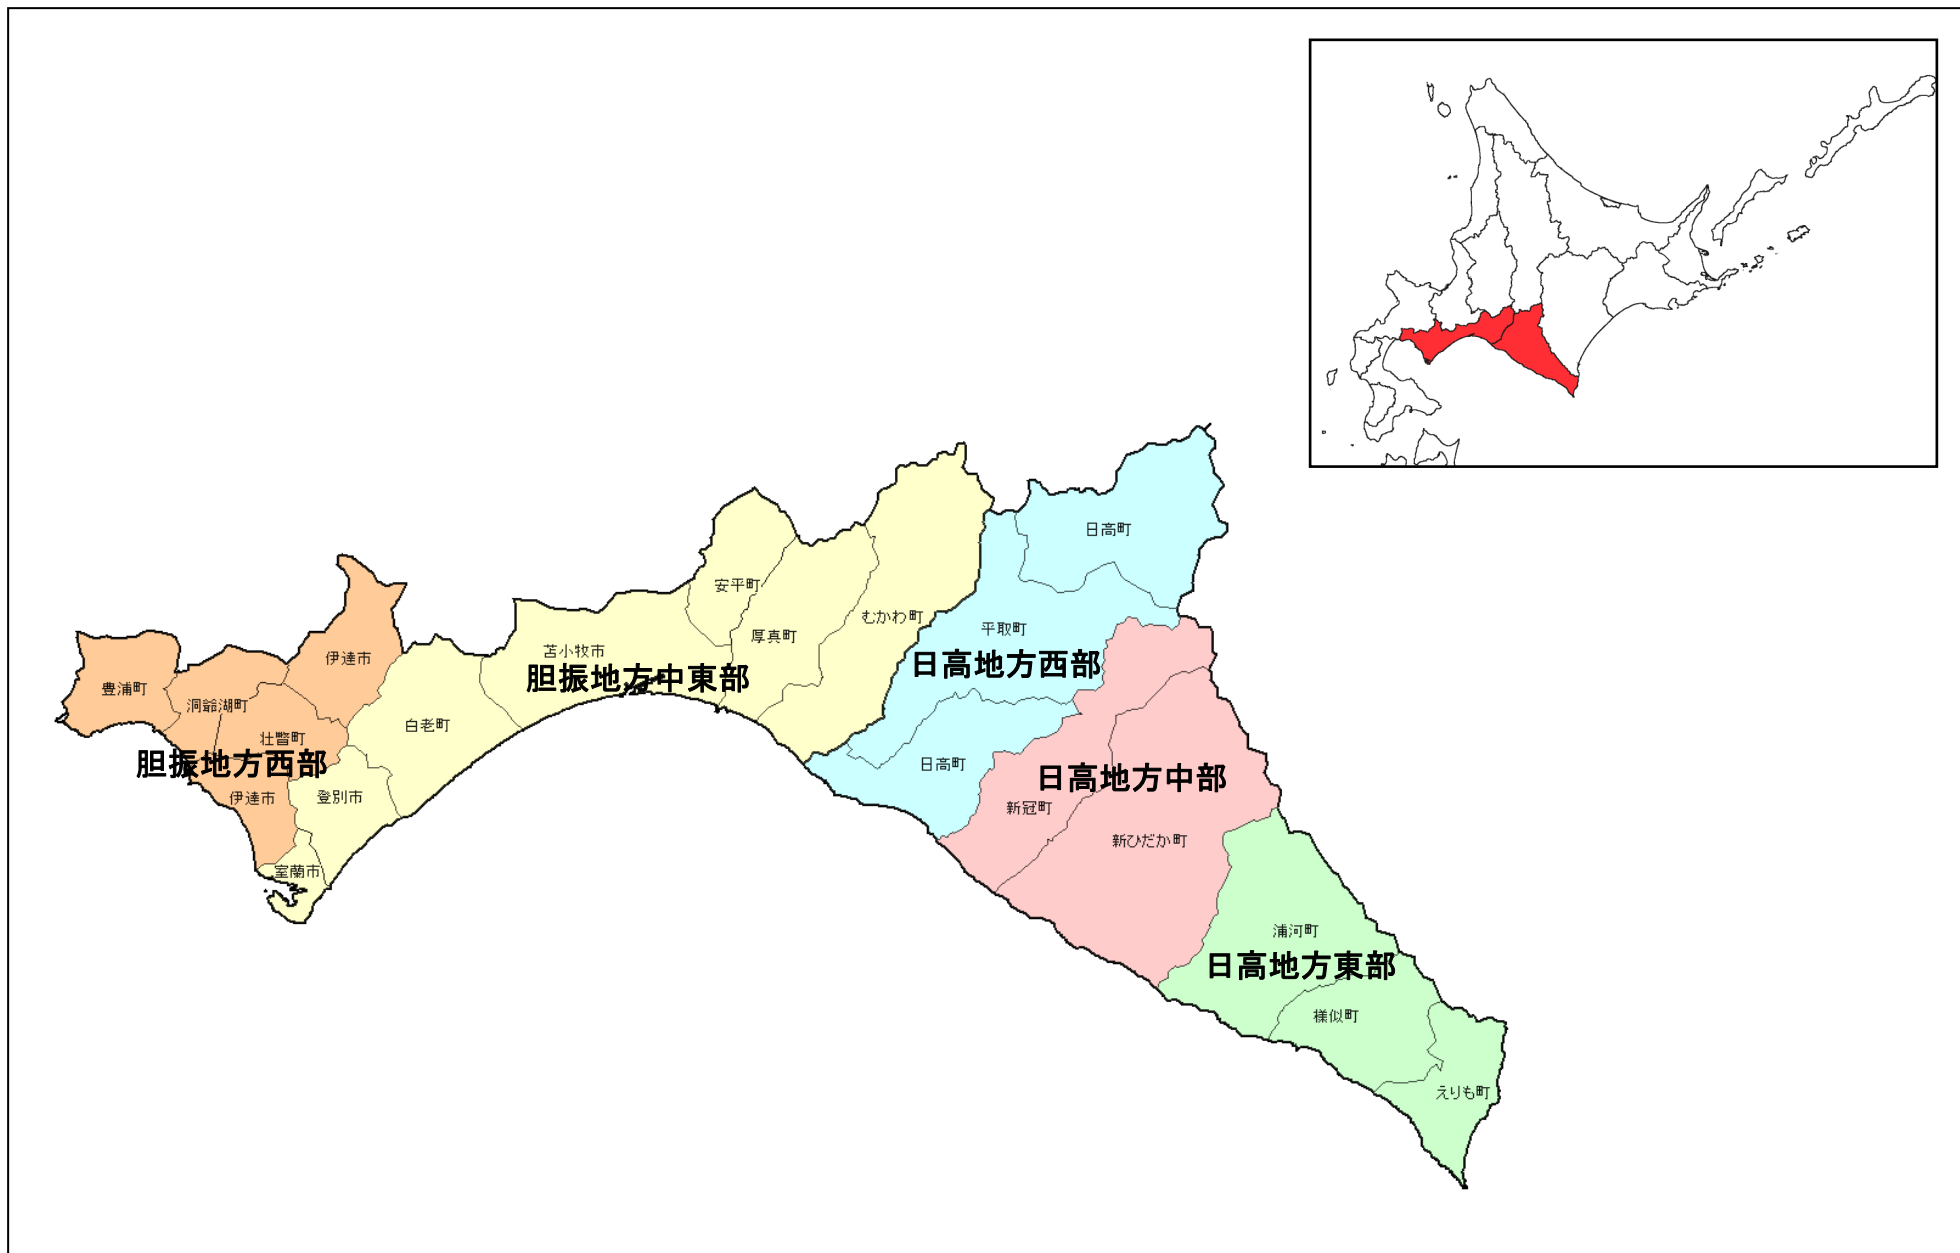 日高町
安平町
むかわ町
平取町
厚真町
苫小牧市
伊達市
日高地方西部
胆振地方中東部
豊浦町
洞爺湖町
白老町
壮瞥町
胆振地方西部
日高町
日高地方中部
伊達市
登別市
新冠町
新ひだか町
室蘭市
浦河町
日高地方東部
様似町
えりも町